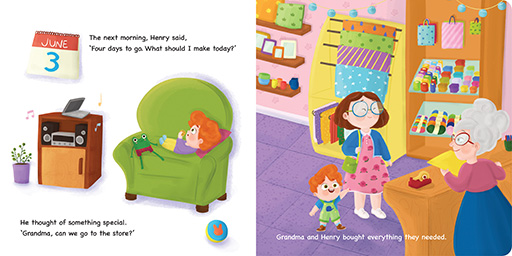 JUNE
3
The next morning, Henry said,
"Four days to go. What should I make today?"
He thought of something special.
"Grandma, can we go to the store?"
Grandma and Henry bought everything they needed.